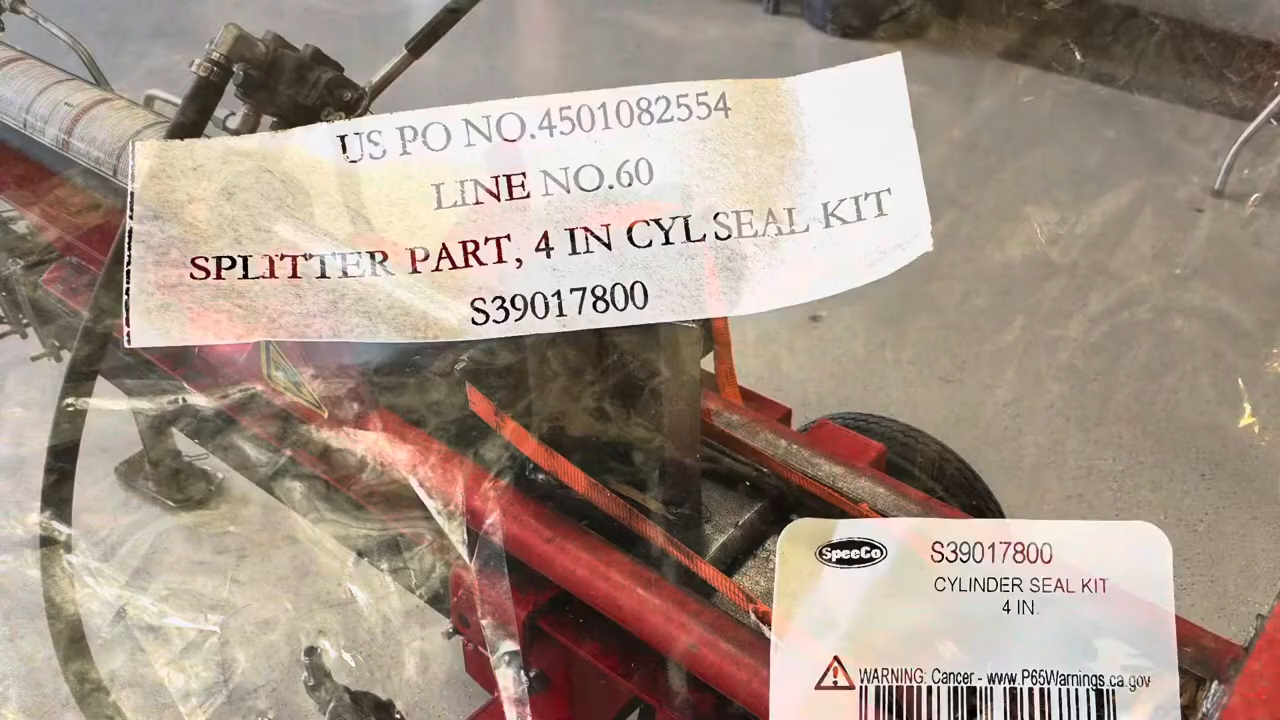 US PO NO.4501082554
LINE NO.60
SPLITTER PART, 4 IN CYL SEAL KIT
S39017800
SpeeCo
S39017800
CYLINDER SEAL KIT
4 IN.
WARNING: Cancer - www.P65Warnings.ca.gov